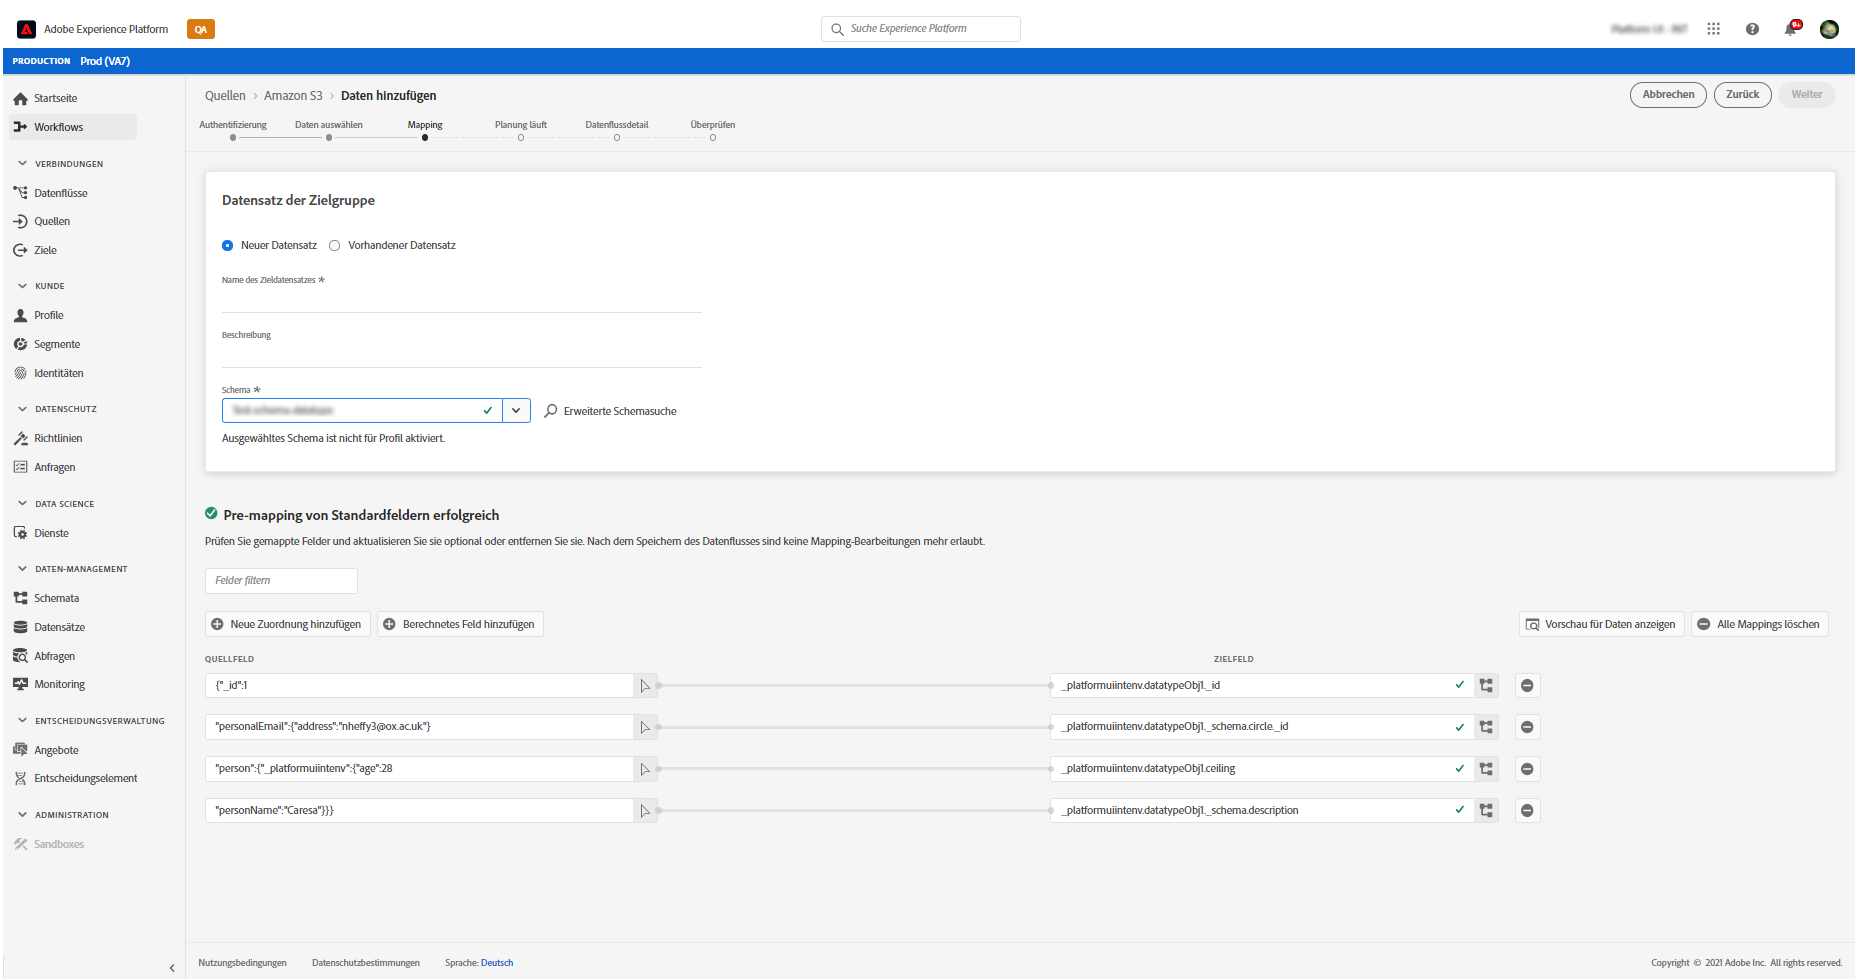 Adobe Experience Platform
QA
Suche Experience Platform
9+
PRODUCTION Prod (VA7)
Startseite
Workflows
VERBINDUNGEN
Datenflüsse
Quellen
Ziele
KUNDE
Profile
Segmente
Identitäten
DATENSCHUTZ
Richtlinien
Anfragen
DATA SCIENCE
Dienste
DATEN-MANAGEMENT
Schemata
Datensätze
Abfragen
Monitoring
ENTSCHEIDUNGSVERWALTUNG
Angebote
Entscheidungselement
ADMINISTRATION
Sandboxes
Quellen > Amazon S3 > Daten hinzufügen
Abbrechen Zurück Weiter
Authentifizierung Daten auswählen Mapping Planung läuft Datenflussdetail Überprüfen
Datensatz der Zielgruppe
Neuer Datensatz Vorhandener Datensatz
Name des Zieldatensatzes *
Beschreibung
Schema *
Erweiterte Schemasuche
Ausgewähltes Schema ist nicht für Profil aktiviert.
Pre-mapping von Standardfeldern erfolgreich
Prüfen Sie gemappte Felder und aktualisieren Sie sie optional oder entfernen Sie sie. Nach dem Speichern des Datenflusses sind keine Mapping-Bearbeitungen mehr erlaubt.
Felder filtern
Neue Zuordnung hinzufügen Berechnetes Feld hinzufügen Vorschau für Daten anzeigen Alle Mappings löschen
QUELLFELD ZIELFELD
{"_id":1 _platformuiintenv.datatypeObj1._id
"personalEmail":{"address":"nheffy3@ox.ac.uk"} _platformuiintenv.datatypeObj1._schema.circle._id
"person":{"_platformuiintenv":{"age":28 _platformuiintenv.datatypeObj1.ceiling
"personName":"Caresa"}}} _platformuiintenv.datatypeObj1._schema.description
Nutzungsbedingungen Datenschutzbestimmungen Sprache: Deutsch Copyright © 2021 Adobe Inc. All rights reserved.